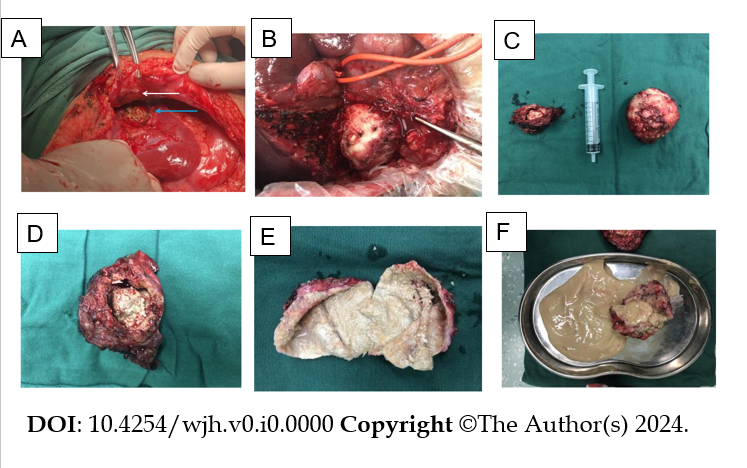 A
B
C
D
E
F
DOI: 10.4254/wjh.v0.i0.0000 Copyright ©The Author(s) 2024.